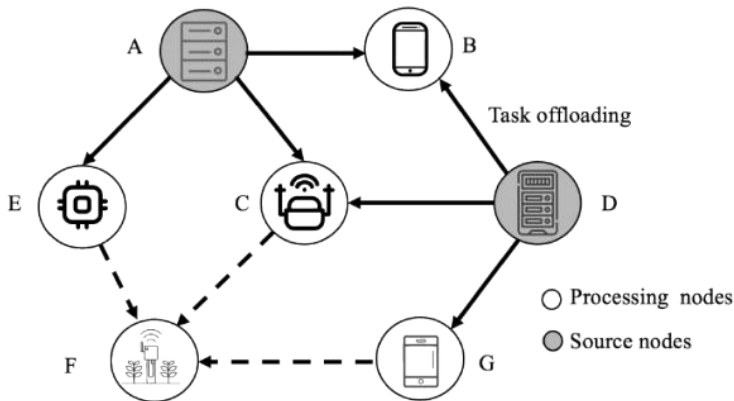 A
B
Task offloading
E
C
D
Processing nodes
Source nodes
F
G